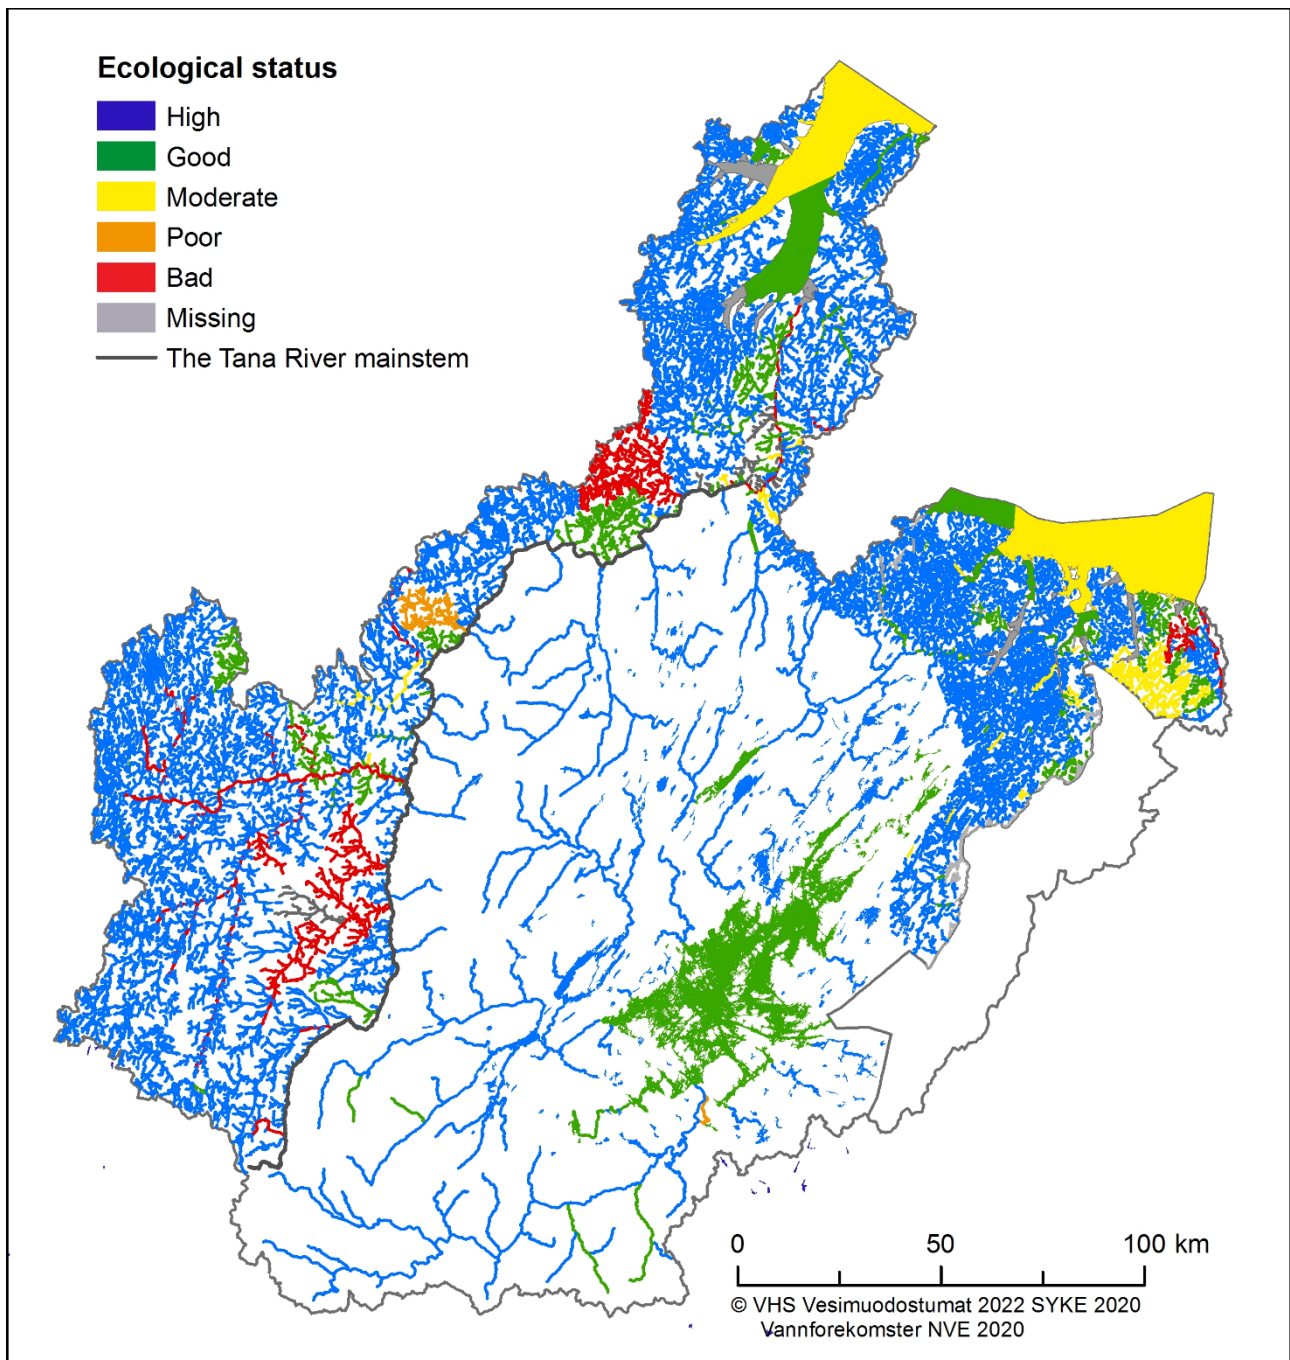 Ecological status
High
Good
Moderate
Poor
Bad
Missing
The Tana River mainstem
0 50 100 km
© VHS Vesimuodostumat 2022 SYKE 2020
Vannforekomster NVE 2020